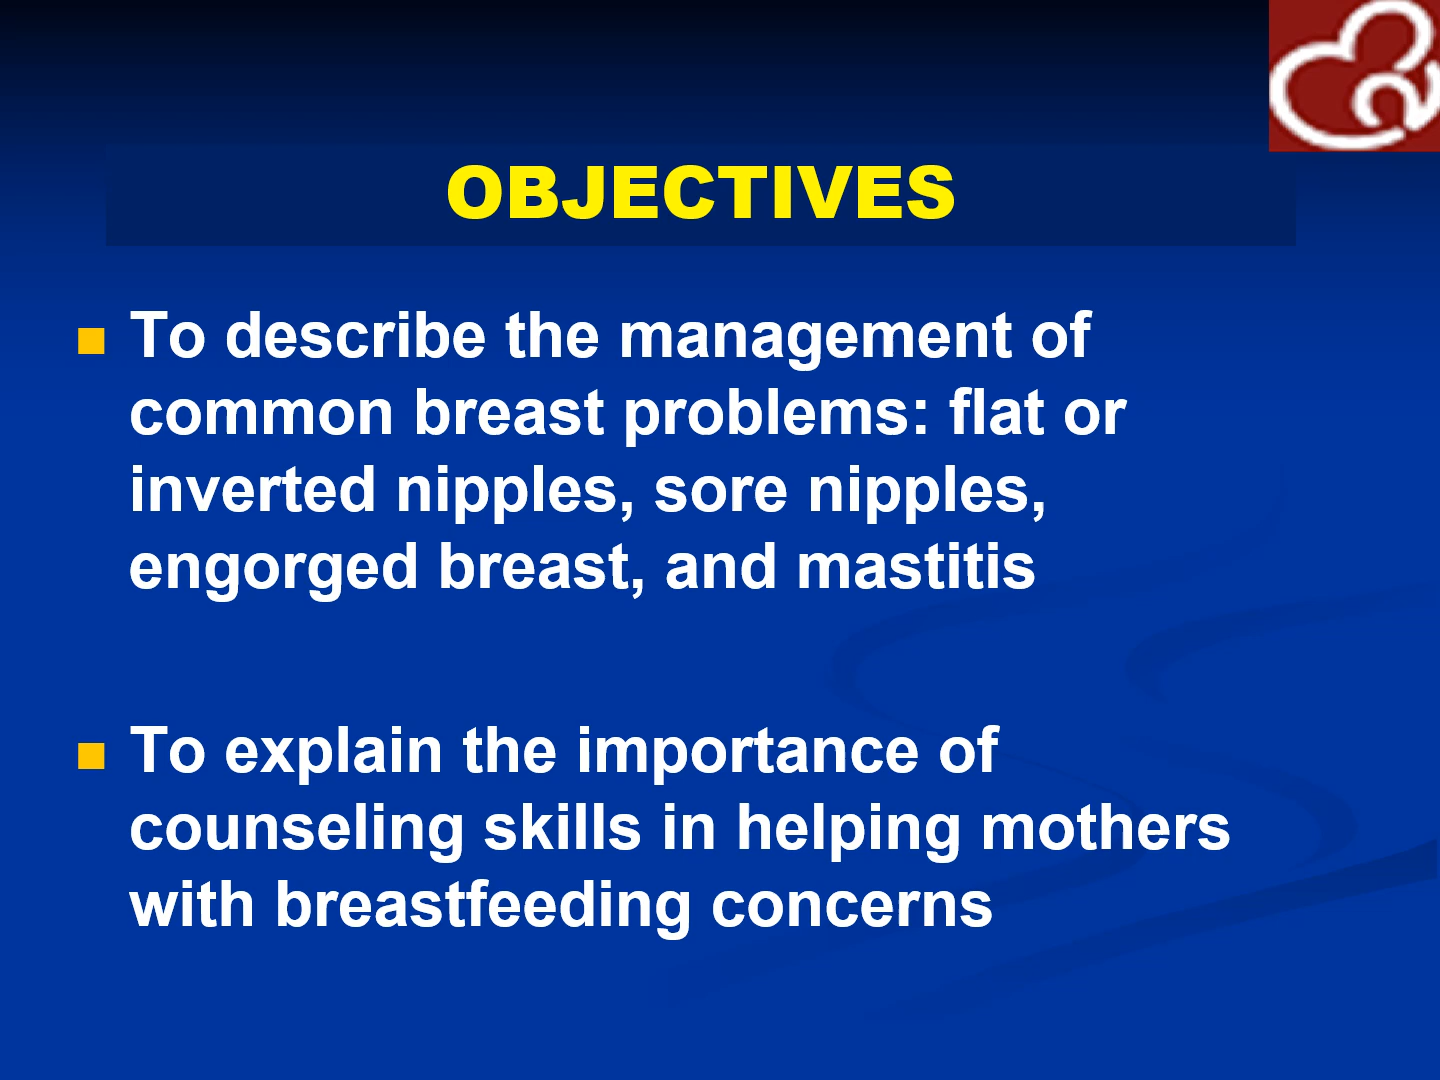 OBJECTIVES
To describe the management of
common breast problems: flat or
inverted nipples, sore nipples,
engorged breast, and mastitis
To explain the importance of
counseling skills in helping mothers
with breastfeeding concerns